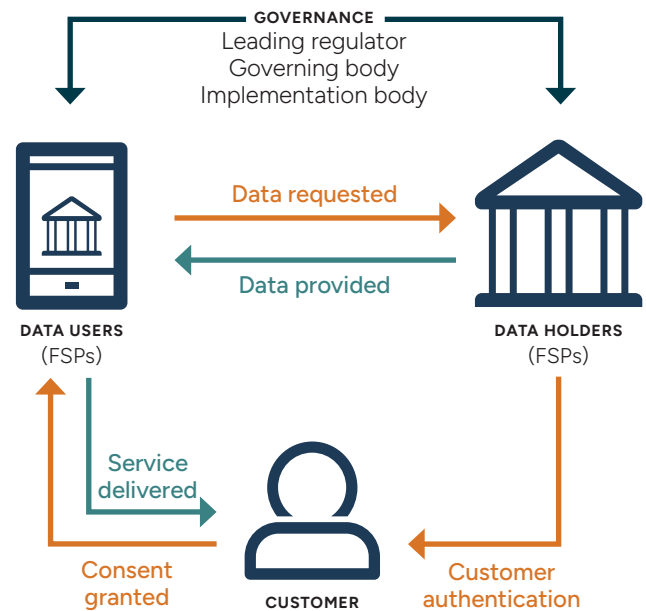 GOVERNANCE
Leading regulator
Governing body
Implementation body
Data requested
Data provided
DATA USERS
(FSPs)
DATA HOLDERS
(FSPs)
Service
delivered
Consent
granted
Customer
authentication
CUSTOMER